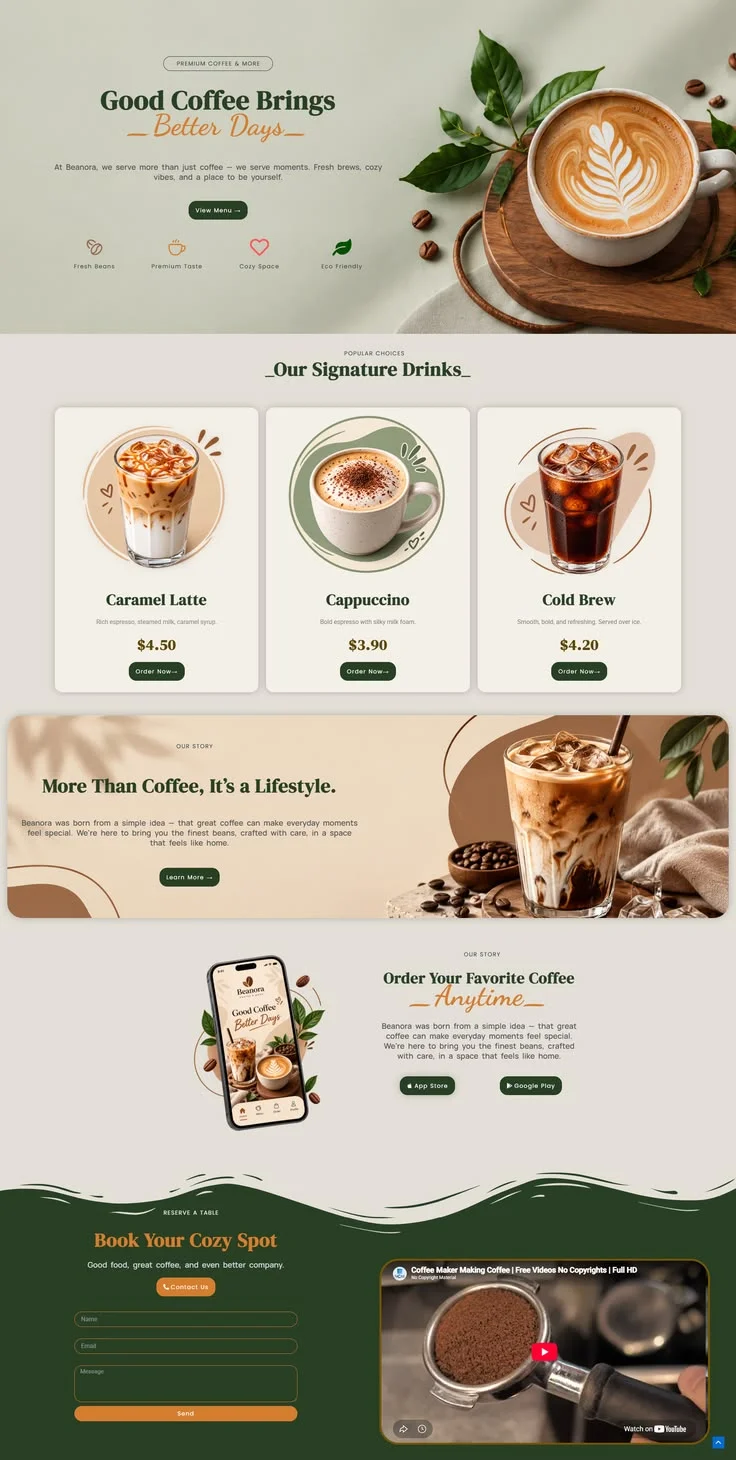 PREMIUM COFFEE & MORE
Good Coffee Brings
Better Days
At Beanora, we serve more than just coffee — we serve moments. Fresh brews, cozy
vibes, and a place to be yourself.
View Menu →
Fresh Beans
Premium Taste
Cozy Space
Eco Friendly
POPULAR CHOICES
_Our Signature Drinks_
Caramel Latte
Rich espresso, steamed milk, caramel syrup.
$4.50
Order Now→
Cappuccino
Bold espresso with silky milk foam.
$3.90
Order Now→
Cold Brew
Smooth, bold, and refreshing. Served over ice.
$4.20
Order Now→
OUR STORY
More Than Coffee, It's a Lifestyle.
Beanora was born from a simple idea — that great coffee can make everyday moments
feel special. We're here to bring you the finest beans, crafted with care, in a space
that feels like home.
Learn More →
Beanora
Good Coffee
Better Days
OUR STORY
Order Your Favorite Coffee
Anytime
Beanora was born from a simple idea — that great
coffee can make everyday moments feel special.
We're here to bring you the finest beans, crafted
with care, in a space that feels like home.
App Store
Google Play
RESERVE A TABLE
Book Your Cozy Spot
Good food, great coffee, and even better company.
Contact Us
Name
Email
Message
Send
Coffee Maker Making Coffee | Free Videos No Copyrights | Full HD
No Copyright Material
Watch on YouTube